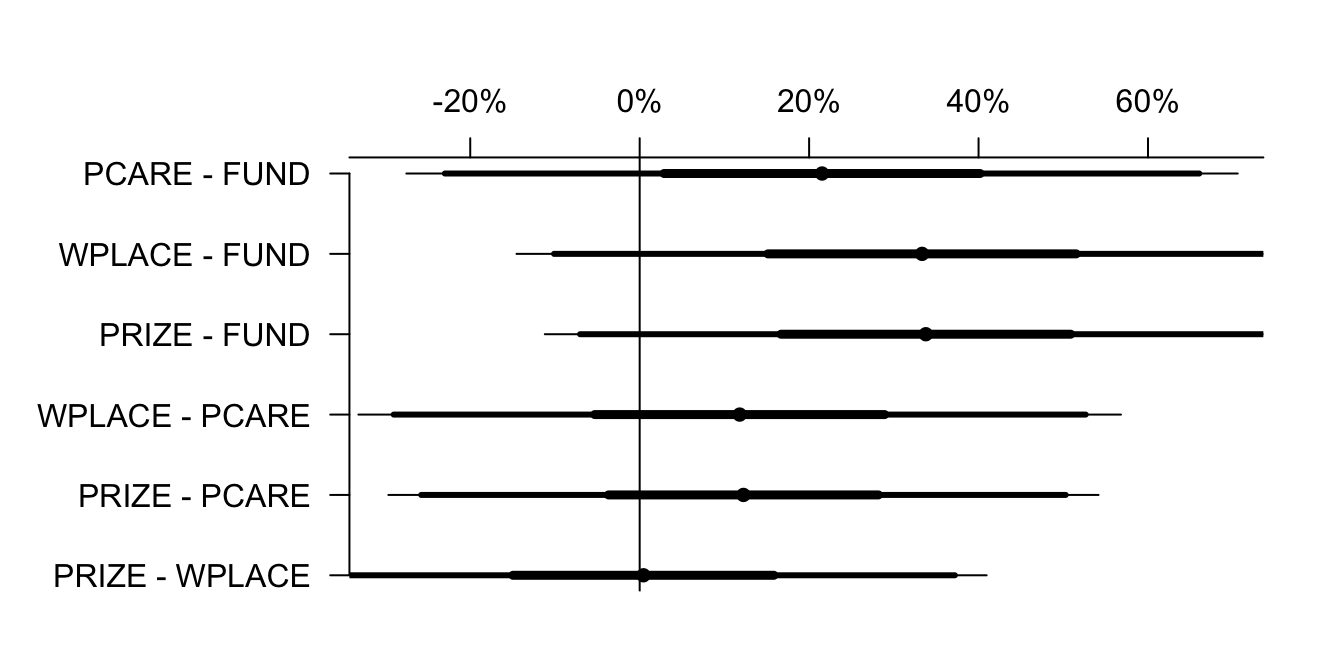 -20% 0% 20% 40% 60%
PCARE - FUND
WPLACE - FUND
PRIZE - FUND
WPLACE - PCARE
PRIZE - PCARE
PRIZE - WPLACE